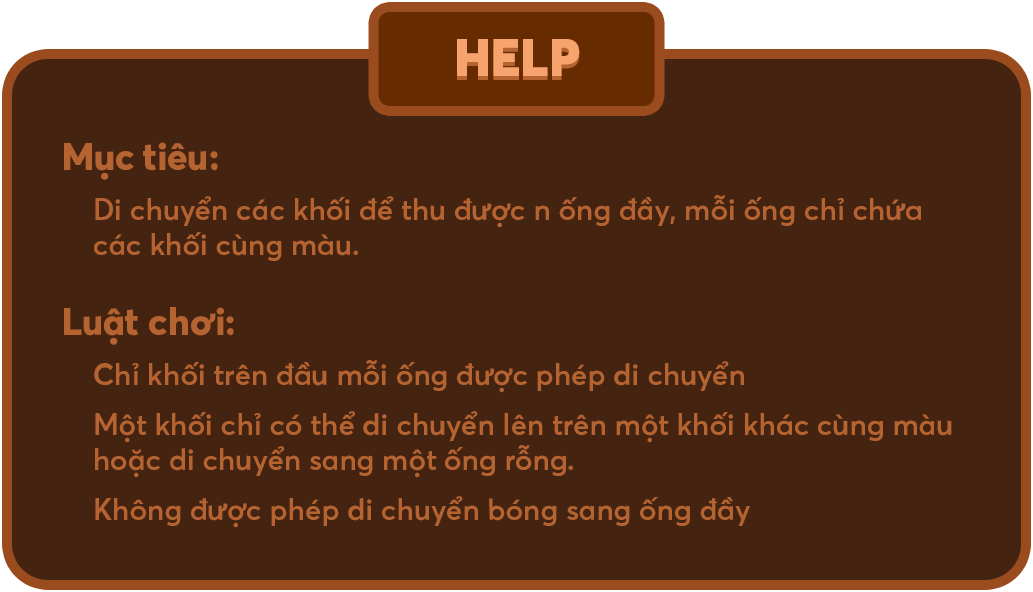 HELP
Mục tiêu:
Di chuyển các khối để thu được n ống đầy, mỗi ống chỉ chứa
các khối cùng màu.
Luật chơi:
Chỉ khối trên đầu mỗi ống được phép di chuyển
Một khối chỉ có thể di chuyển lên trên một khối khác cùng màu
hoặc di chuyển sang một ống rỗng.
Không được phép di chuyển bóng sang ống đầy